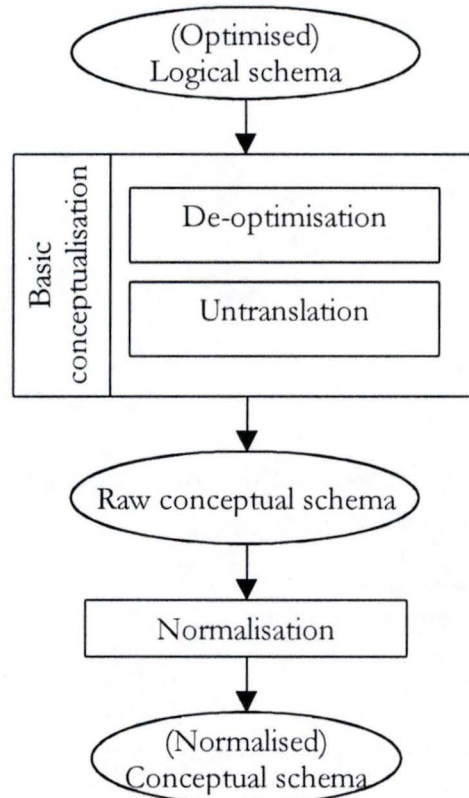 (Optimised)
Logical schema
Basic
conceptualisation
De-optimisation
Untranslation
Raw conceptual schema
Normalisation
(Normalised)
Conceptual schema